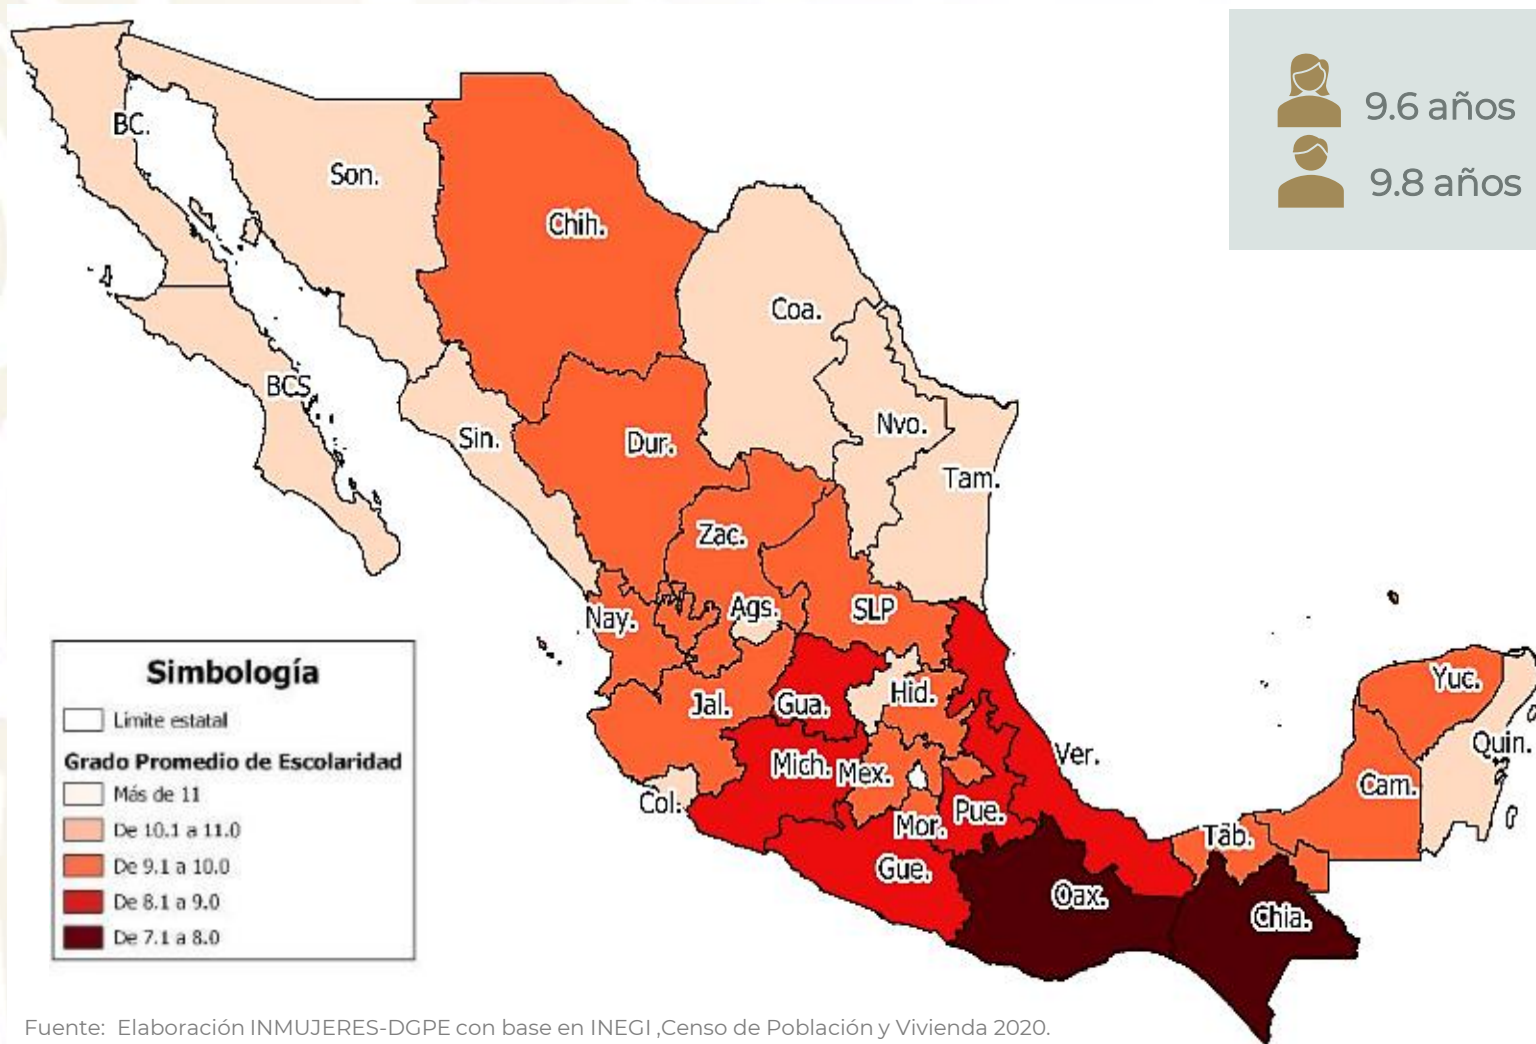 9.6 años
9.8 años
BC.
Son.
Chih.
Coa.
BCS
Sin.
Dur.
Nvo.
Tam.
Zac.
Nay.
Ags.
SLP
Jal.
Gua.
Hid.
Yuc.
Quin.
Mich.
Mex.
Ver.
Cam.
Col.
Mor.
Pue.
Tab.
Gue.
Oax.
Chia.
Simbología
Límite estatal
Grado Promedio de Escolaridad
Más de 11
De 10.1 a 11.0
De 9.1 a 10.0
De 8.1 a 9.0
De 7.1 a 8.0
Fuente: Elaboración INMUJERES-DGPE con base en INEGI ,Censo de Población y Vivienda 2020.